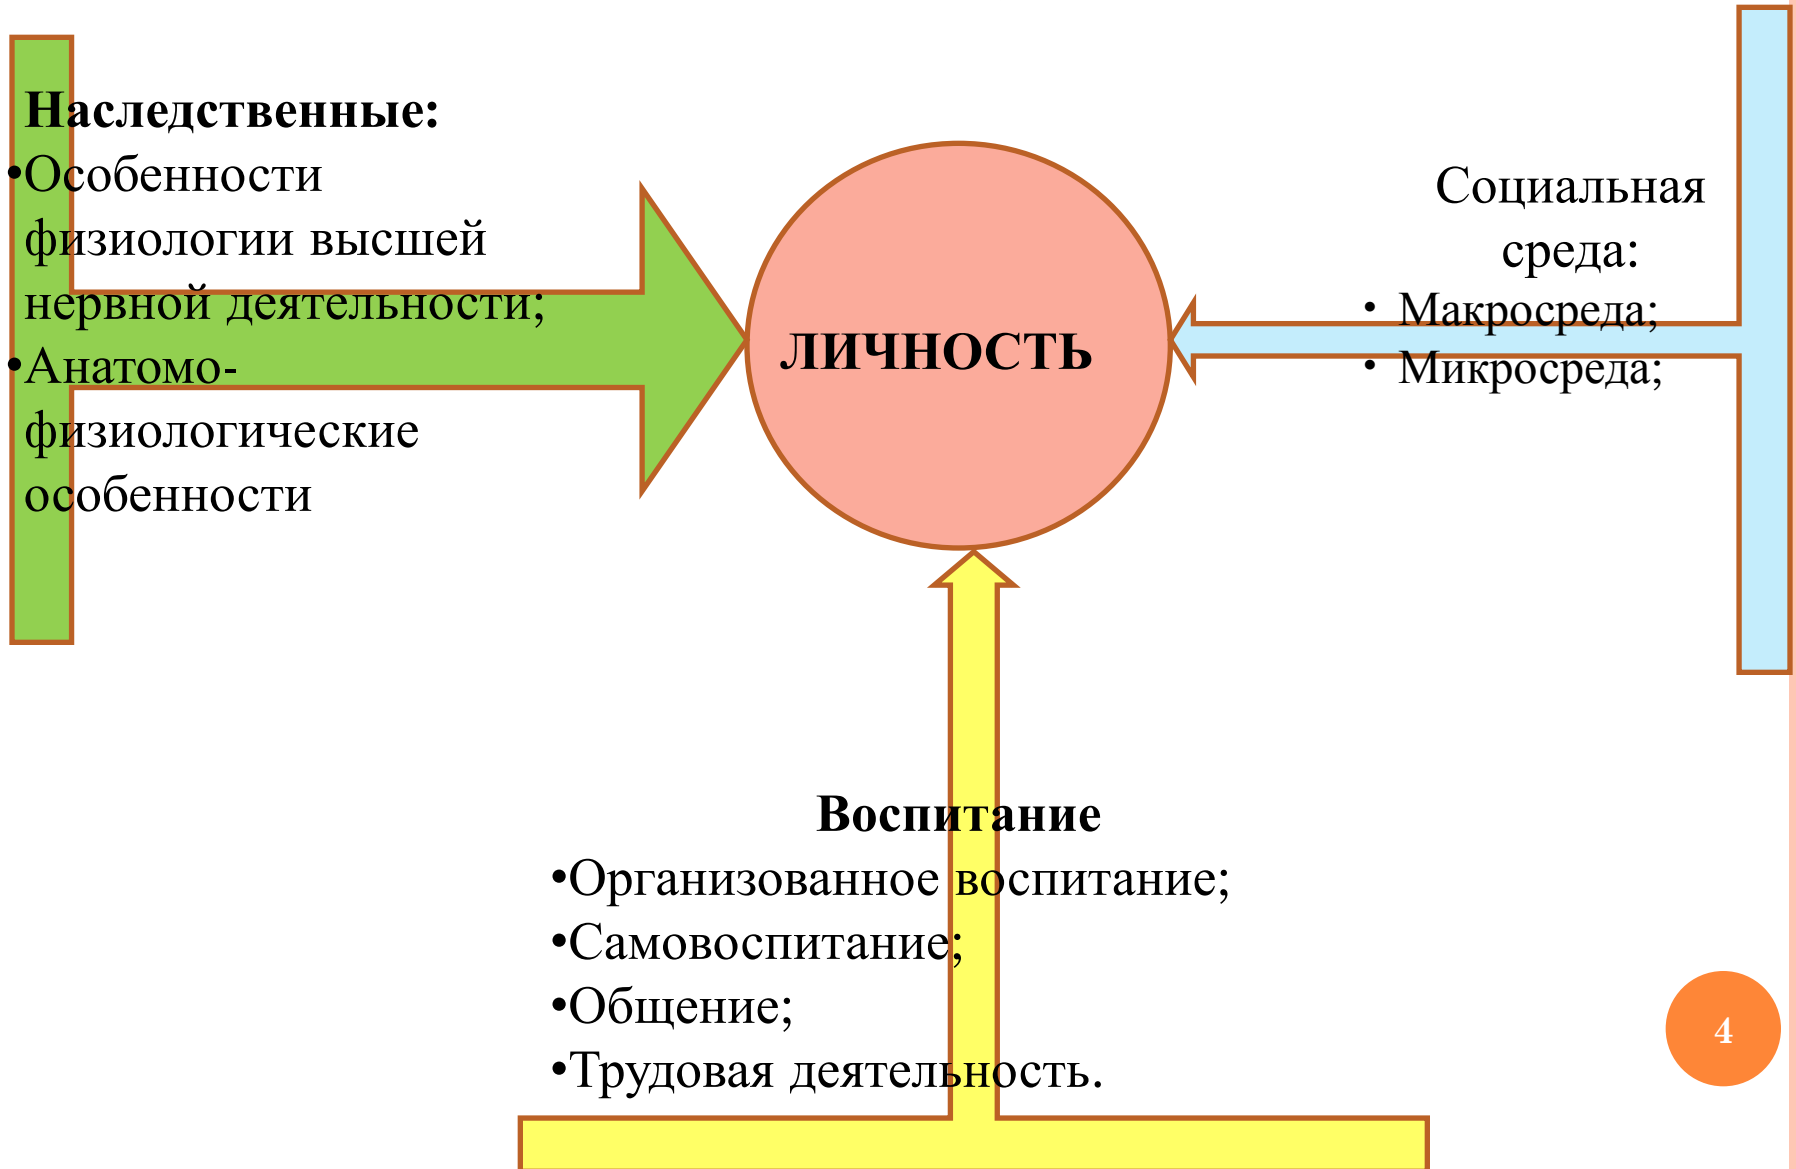 Наследственные:
•Особенности
физиологии высшей
нервной деятельности;
•Анатомо-
физиологические
особенности
ЛИЧНОСТЬ
Социальная
среда:
• Макросреда;
• Микросреда;
Воспитание
•Организованное воспитание;
•Самовоспитание;
•Общение;
•Трудовая деятельность.
4